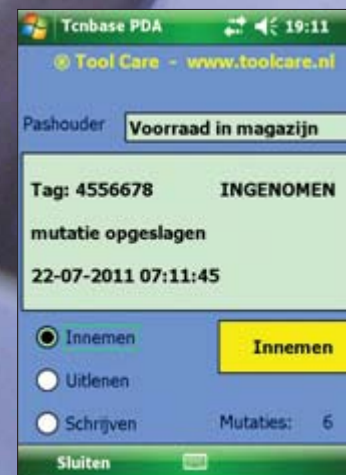 Tcnbase PDA 19:11
® Tool Care - www.toolcare.nl
Pashouder Voorraad in magazijn
Tag: 4556678 INGENOMEN
mutatie opgeslagen
22-07-2011 07:11:45
Innemen Innemen
Uitlenen
Schrijven Mutaties: 6
Sluiten